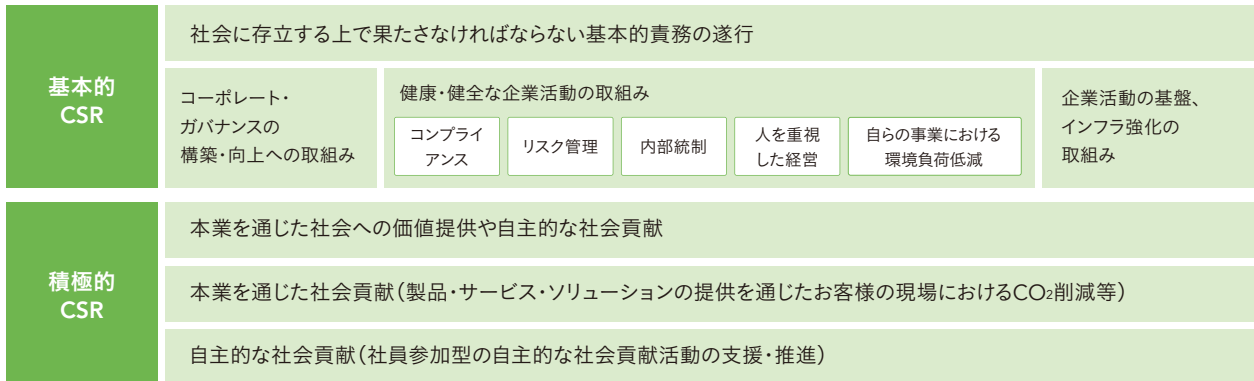 基本的
CSR
社会に存立する上で果たさなければならない基本的責務の遂行
コーポレート・
ガバナンスの
構築・向上への取組み
健康・健全な企業活動の取組み
コンプライ
アンス
リスク管理
内部統制
人を重視
した経営
自らの事業における
環境負荷低減
企業活動の基盤、
インフラ強化の
取組み
積極的
CSR
本業を通じた社会への価値提供や自主的な社会貢献
本業を通じた社会貢献（製品・サービス・ソリューションの提供を通じたお客様の現場におけるCO₂削減等）
自主的な社会貢献（社員参加型の自主的な社会貢献活動の支援・推進）